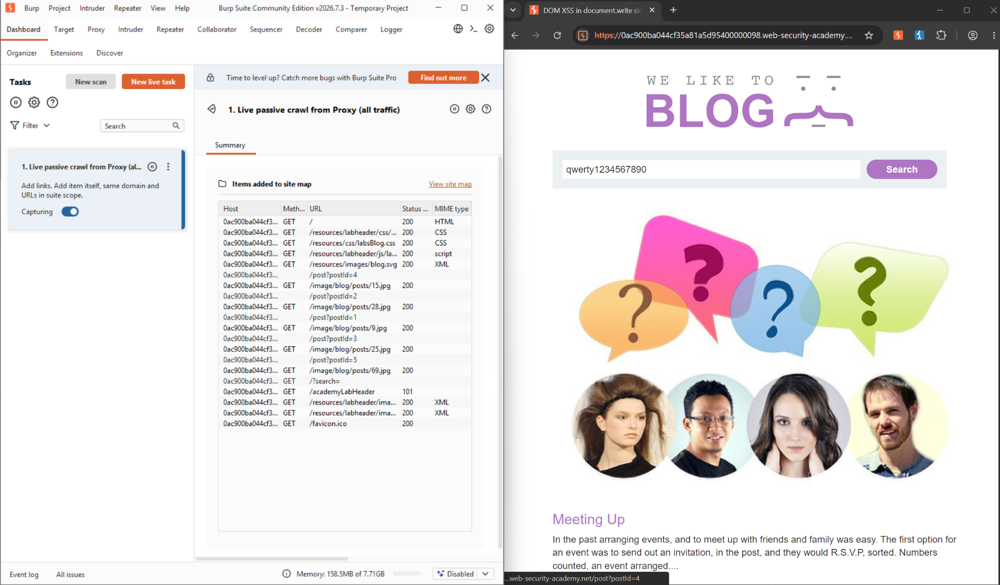 Burp Project Intruder Repeater View Help Burp Suite Community Edition v2026.7.3 - Temporary Project
Dashboard Target Proxy Intruder Repeater Collaborator Sequencer Decoder Comparer Logger
Organizer Extensions Discover
Tasks New scan New live task
Filter Search
1. Live passive crawl from Proxy (al...
Add links. Add item itself, same domain and
URLs in suite scope.
Capturing
Time to level up? Catch more bugs with Burp Suite Pro Find out more
1. Live passive crawl from Proxy (all traffic)
Summary
Items added to site map View site map
Host Meth... URL Status ... MIME type
0ac900ba044cf3... GET / 200 HTML
0ac900ba044cf3... GET /resources/labheader/css/... 200 CSS
0ac900ba044cf3... GET /resources/css/labsBlog.css 200 CSS
0ac900ba044cf3... GET /resources/labheader/js/la... 200 script
0ac900ba044cf3... GET /resources/images/blog.svg 200 XML
0ac900ba044cf3... /post?postId=4
0ac900ba044cf3... GET /image/blog/posts/15.jpg 200
0ac900ba044cf3... /post?postId=2
0ac900ba044cf3... GET /image/blog/posts/28.jpg 200
0ac900ba044cf3... /post?postId=1
0ac900ba044cf3... GET /image/blog/posts/9.jpg 200
0ac900ba044cf3... /post?postId=3
0ac900ba044cf3... GET /image/blog/posts/25.jpg 200
0ac900ba044cf3... /post?postId=5
0ac900ba044cf3... GET /image/blog/posts/69.jpg 200
0ac900ba044cf3... GET /?search=
0ac900ba044cf3... GET /academyLabHeader 101
0ac900ba044cf3... GET /resources/labheader/ima... 200 XML
0ac900ba044cf3... GET /resources/labheader/ima... 200 XML
0ac900ba044cf3... GET /favicon.ico 200
Event log All issues Memory: 158.5MB of 7.71GB Disabled
DOM XSS in document.write sin
https://0ac900ba044cf35a81a5d95400000098.web-security-academy....
WE LIKE TO
BLOG
qwerty1234567890 Search
? ? ? ?
Meeting Up
In the past arranging events, and to meet up with friends and family was easy. The first option for
an event was to send out an invitation, in the post, and they would R.S.V.P, sorted. Numbers
counted, an event arranged....
...web-security-academy.net/post?postId=4